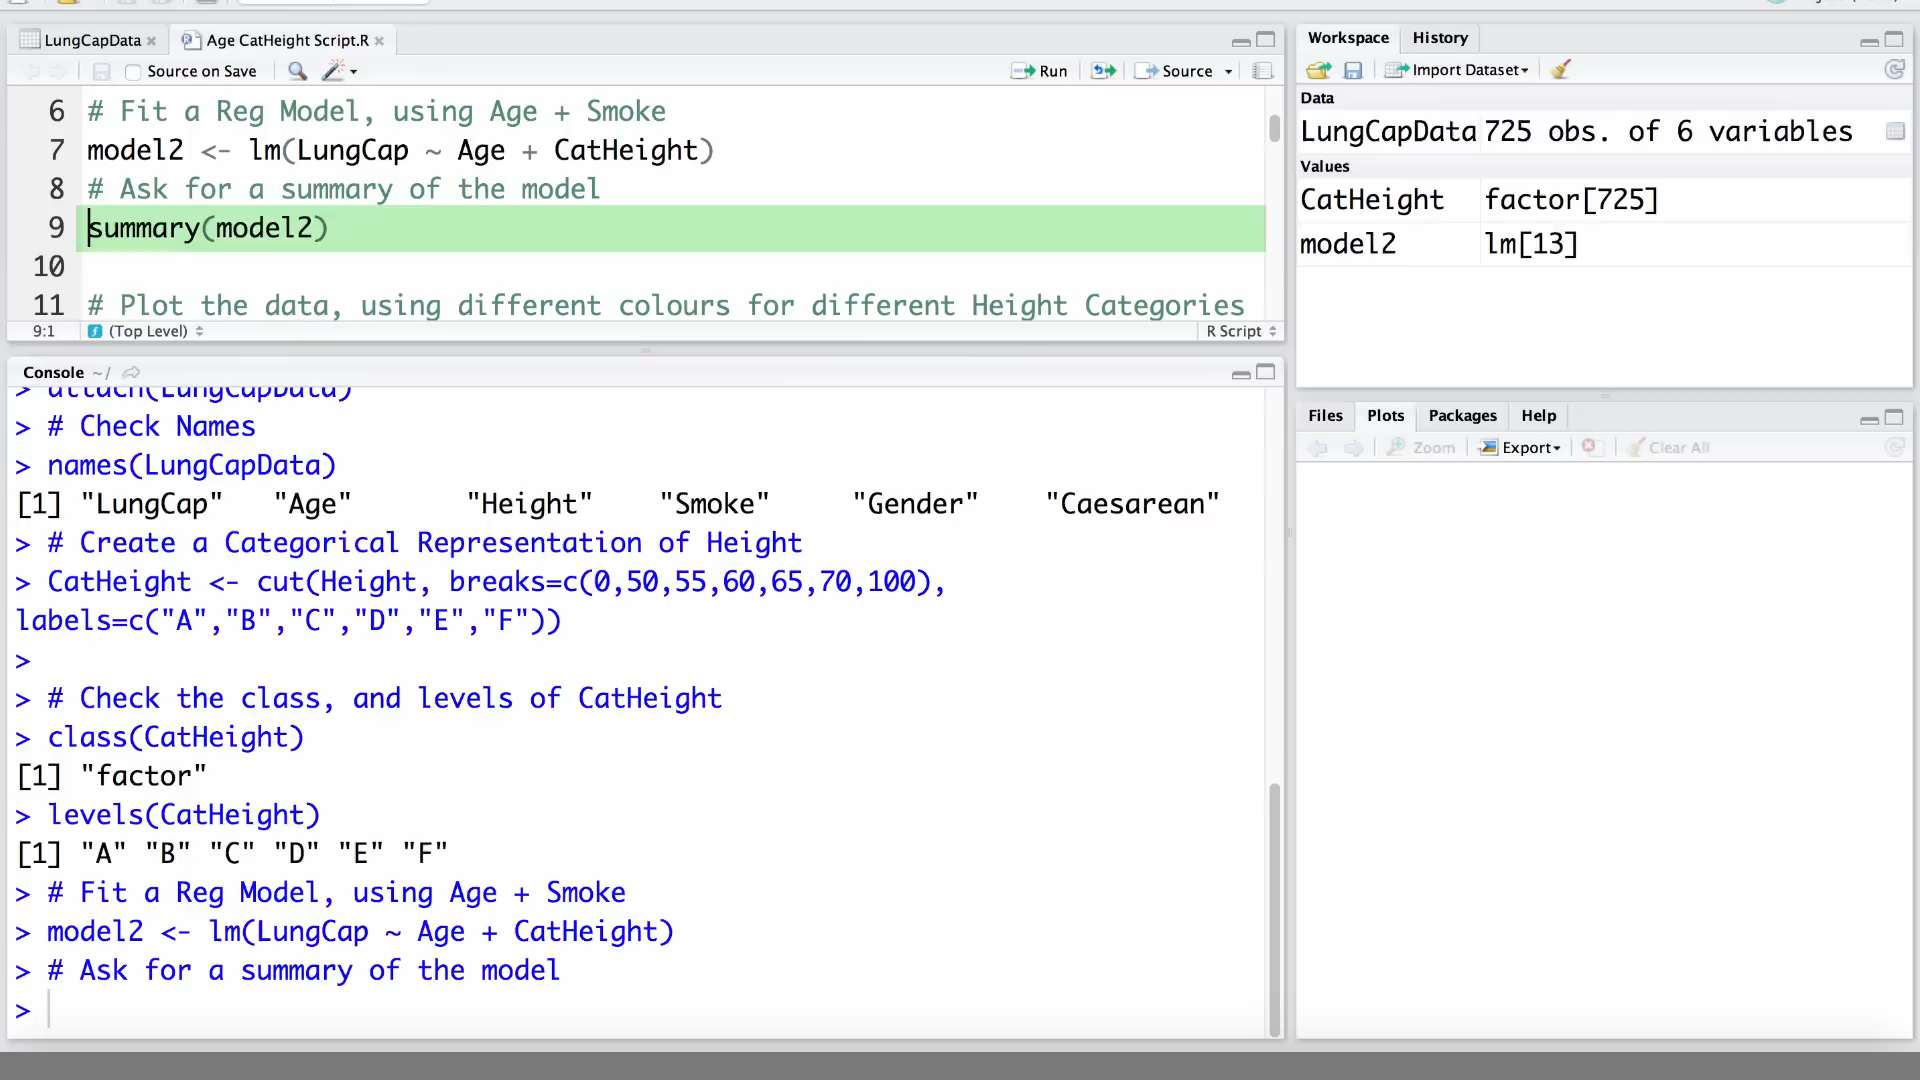 LungCapData
Age CatHeight Script.R
Source on Save
Run
Source
6 # Fit a Reg Model, using Age + Smoke
7 model2 <- lm(LungCap ~ Age + CatHeight)
8 # Ask for a summary of the model
9 summary(model2)
10
11 # Plot the data, using different colours for different Height Categories
9:1 (Top Level) R Script
Console ~/
> attach(LungCapData)
> # Check Names
> names(LungCapData)
[1] "LungCap" "Age" "Height" "Smoke" "Gender" "Caesarean"
> # Create a Categorical Representation of Height
> CatHeight <- cut(Height, breaks=c(0,50,55,60,65,70,100),
labels=c("A","B","C","D","E","F"))
>
> # Check the class, and levels of CatHeight
> class(CatHeight)
[1] "factor"
> levels(CatHeight)
[1] "A" "B" "C" "D" "E" "F"
> # Fit a Reg Model, using Age + Smoke
> model2 <- lm(LungCap ~ Age + CatHeight)
> # Ask for a summary of the model
>
Workspace History
Import Dataset
Data
LungCapData 725 obs. of 6 variables
Values
CatHeight factor[725]
model2 lm[13]
Files Plots Packages Help
Zoom Export Clear All